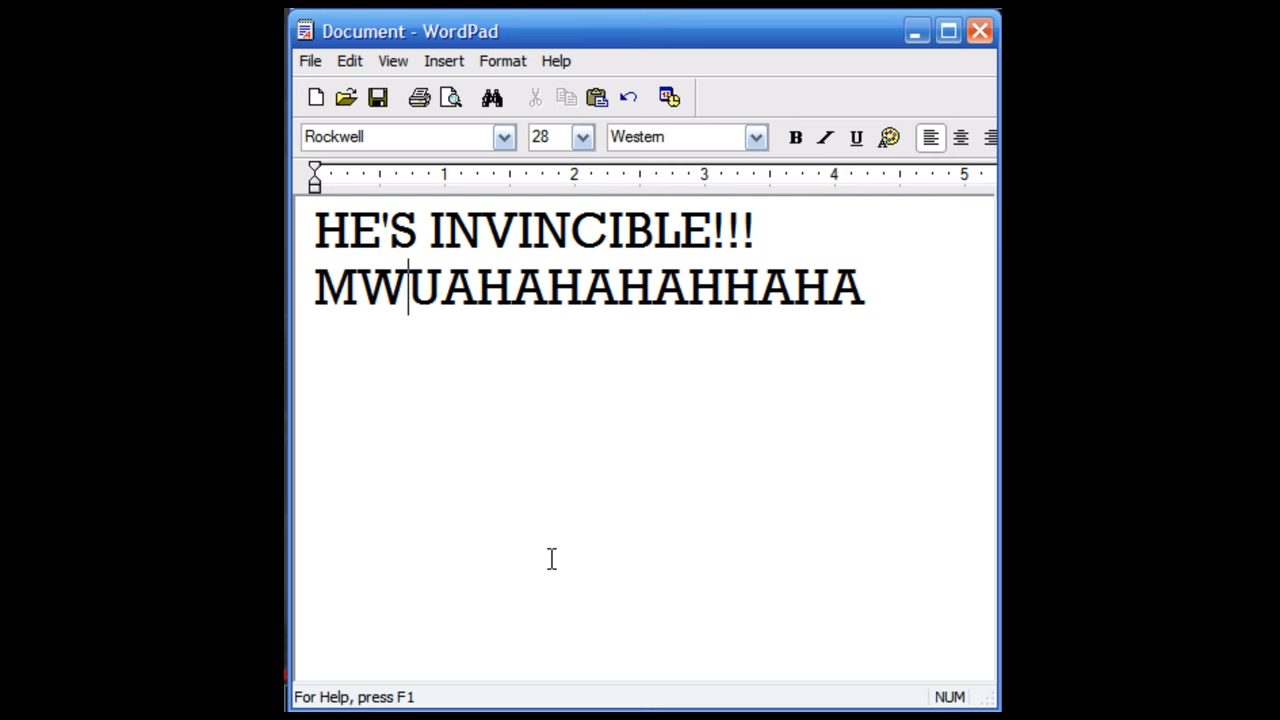 Document - WordPad
File Edit View Insert Format Help
Rockwell 28 Western B I U
1 2 3 4 5
HE'S INVINCIBLE!!!
MWUAHAHAHAHHAHA
For Help, press F1 NUM